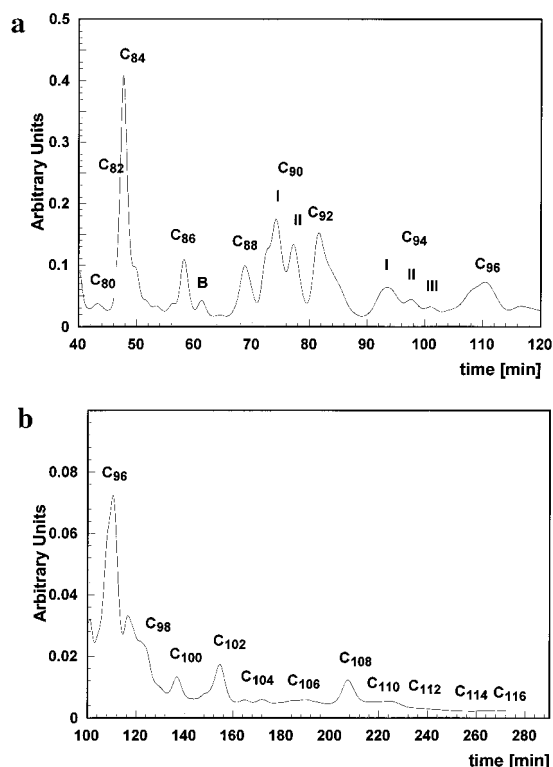 a
Arbitrary Units
0.5
0.4
0.3
0.2
0.1
0
C80
C82
C84
C86
B
C88
C90
I
II
C92
C94
I
II
III
C96
40 50 60 70 80 90 100 110 120
time [min]
b
Arbitrary Units
0.08
0.06
0.04
0.02
0
C96
C98
C100
C102
C104
C106
C108
C110
C112
C114
C116
100 120 140 160 180 200 220 240 260 280
time [min]